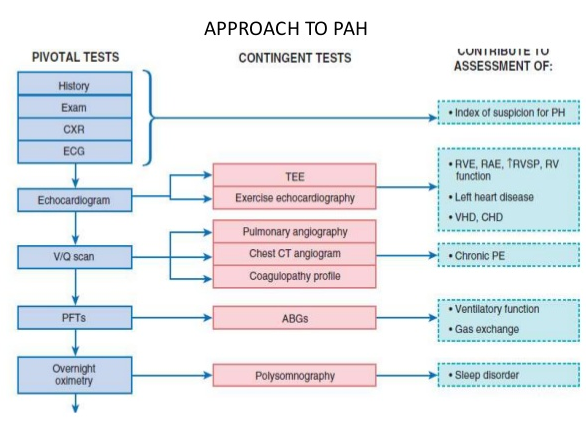 APPROACH TO PAH
PIVOTAL TESTS
CONTINGENT TESTS
CONTRIBUTE TO
ASSESSMENT OF:
History
Exam
CXR
ECG
• Index of suspicion for PH
Echocardiogram
TEE
Exercise echocardiography
• RVE, RAE, ↑RVSP, RV
function
• Left heart disease
• VHD, CHD
V/Q scan
Pulmonary angiography
Chest CT angiogram
Coagulopathy profile
• Chronic PE
PFTs
ABGs
• Ventilatory function
• Gas exchange
Overnight
oximetry
Polysomnography
• Sleep disorder